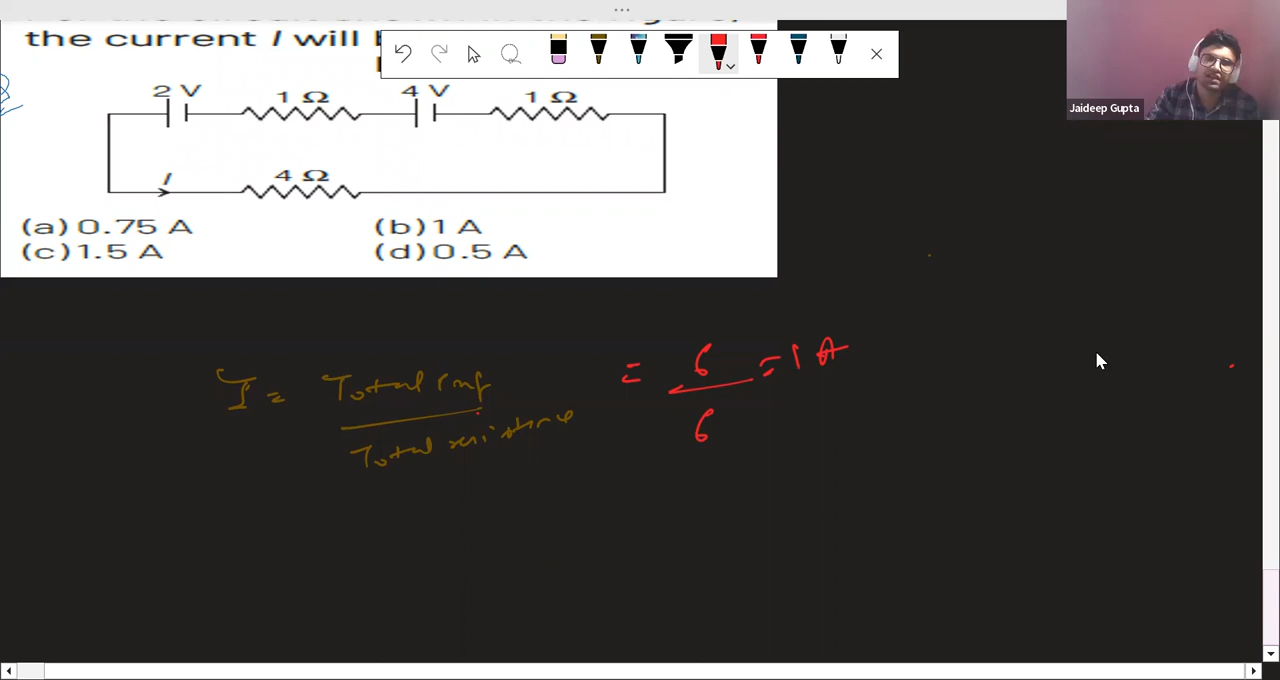 the current I will
2 V 1 Ω 4 V 1 Ω
I 4 Ω
(a) 0.75 A (b) 1 A
(c) 1.5 A (d) 0.5 A
Jaideep Gupta
I = Total emf = 6 = 1 A
Total resistance 6